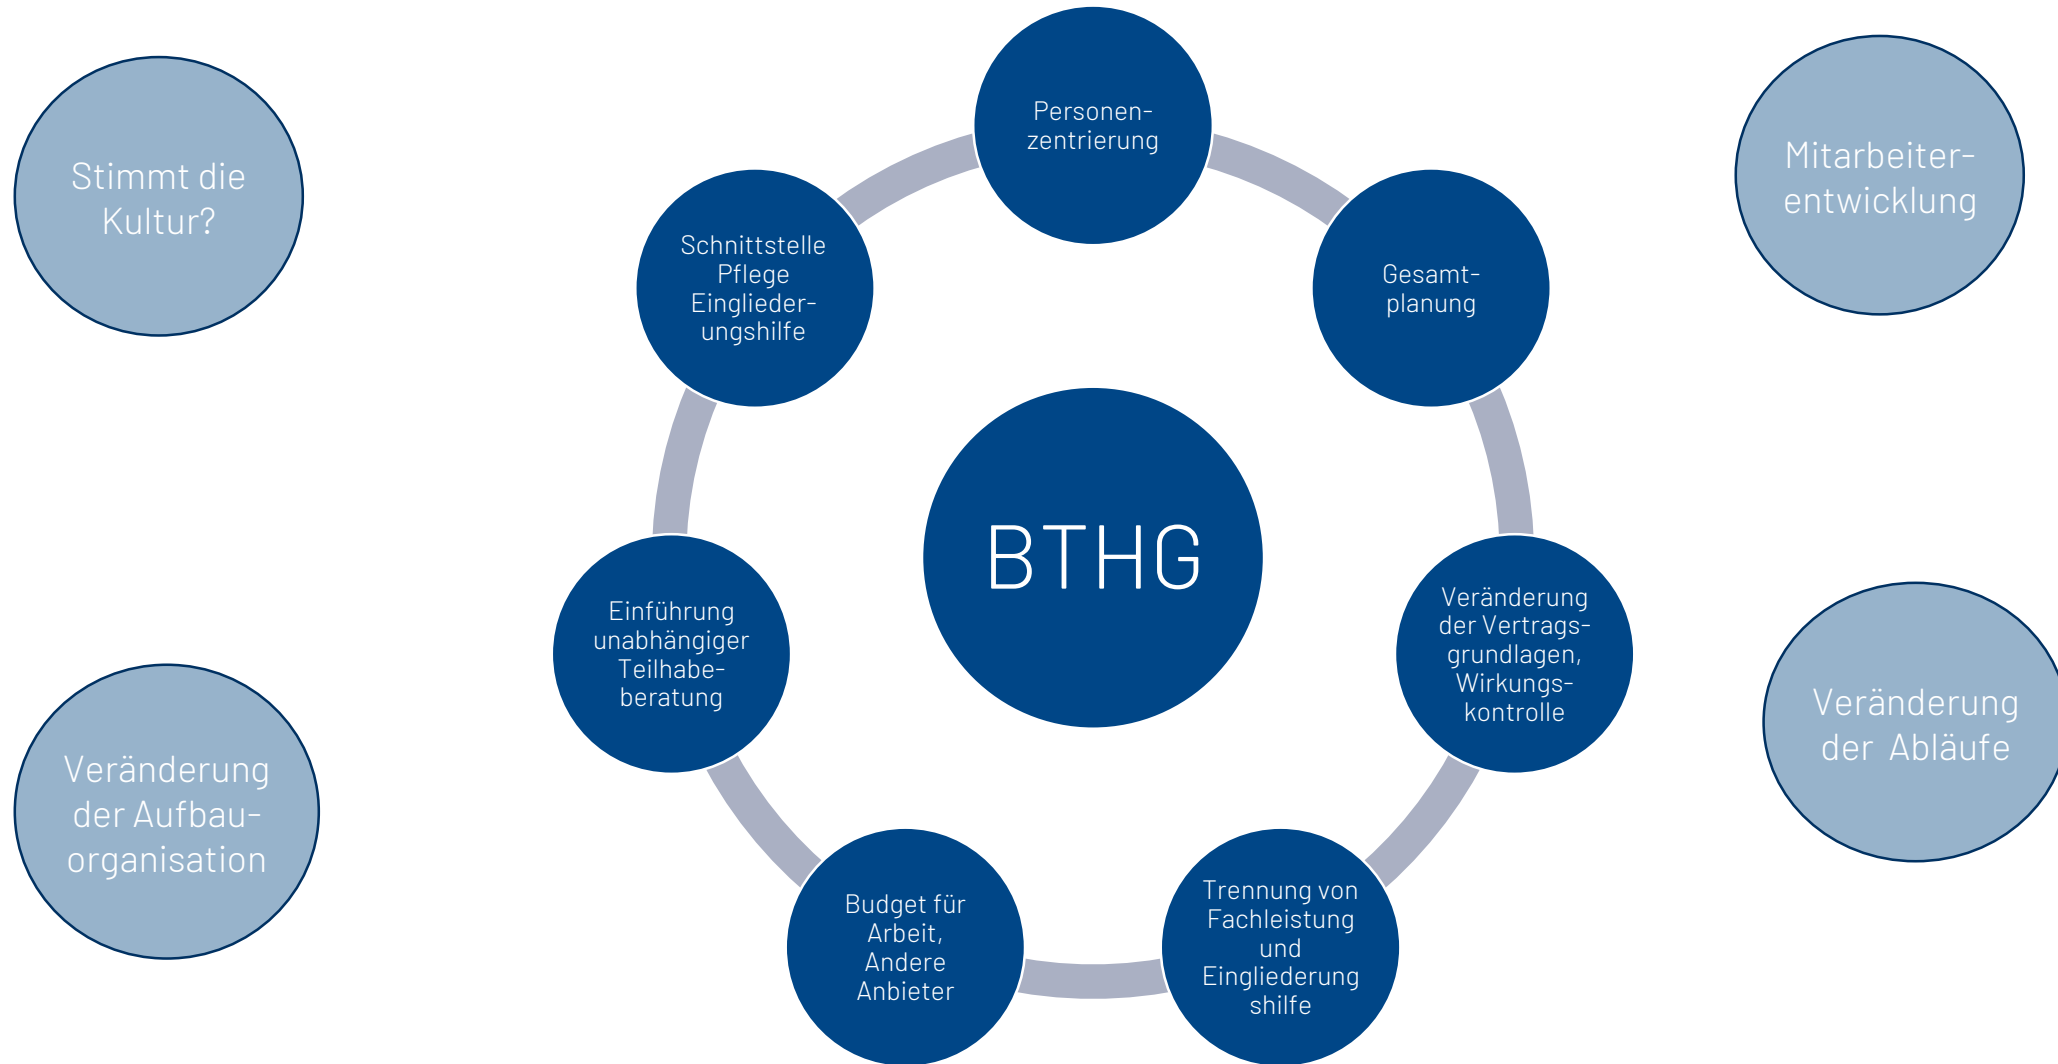 Stimmt die
Kultur?
Personen-
zentrierung
Mitarbeiter-
entwicklung
Schnittstelle
Pflege
Einglieder-
ungshilfe
Gesamt-
planung
BTHG
Einführung
unabhängiger
Teilhabe-
beratung
Veränderung
der Vertrags-
grundlagen,
Wirkungs-
kontrolle
Veränderung
der  Abläufe
Veränderung
der Aufbau-
organisation
Budget für
Arbeit,
Andere
Anbieter
Trennung von
Fachleistung
und
Eingliederung
shilfe